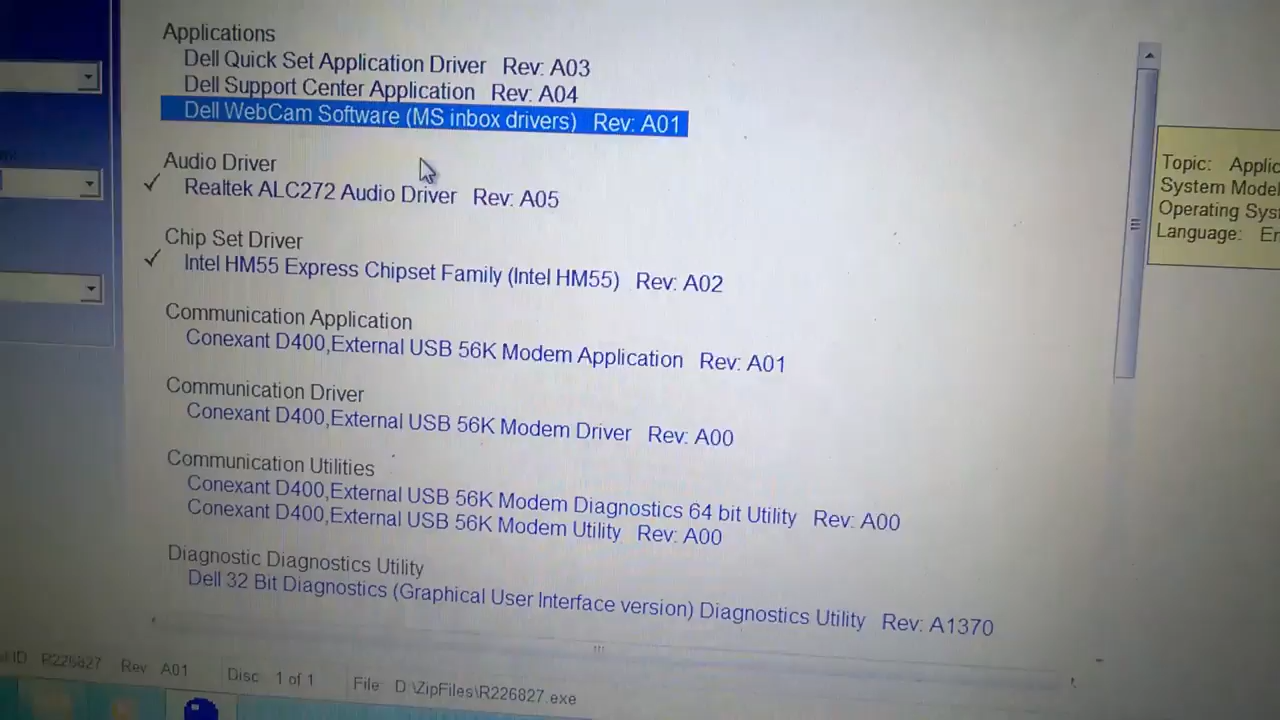 Applications
Dell Quick Set Application Driver Rev: A03
Dell Support Center Application Rev: A04
Dell WebCam Software (MS inbox drivers) Rev: A01
Audio Driver
Realtek ALC272 Audio Driver Rev: A05
Chip Set Driver
Intel HM55 Express Chipset Family (Intel HM55) Rev: A02
Communication Application
Conexant D400,External USB 56K Modem Application Rev: A01
Communication Driver
Conexant D400,External USB 56K Modem Driver Rev: A00
Communication Utilities
Conexant D400,External USB 56K Modem Diagnostics 64 bit Utility Rev: A00
Conexant D400,External USB 56K Modem Utility Rev: A00
Diagnostic Diagnostics Utility
Dell 32 Bit Diagnostics (Graphical User Interface version) Diagnostics Utility Rev: A1370
Topic: Applic
System Model
Operating Syst
Language: En
ID R226827 Rev A01 Disc 1 of 1 File: D:\ZipFiles\R226827.exe